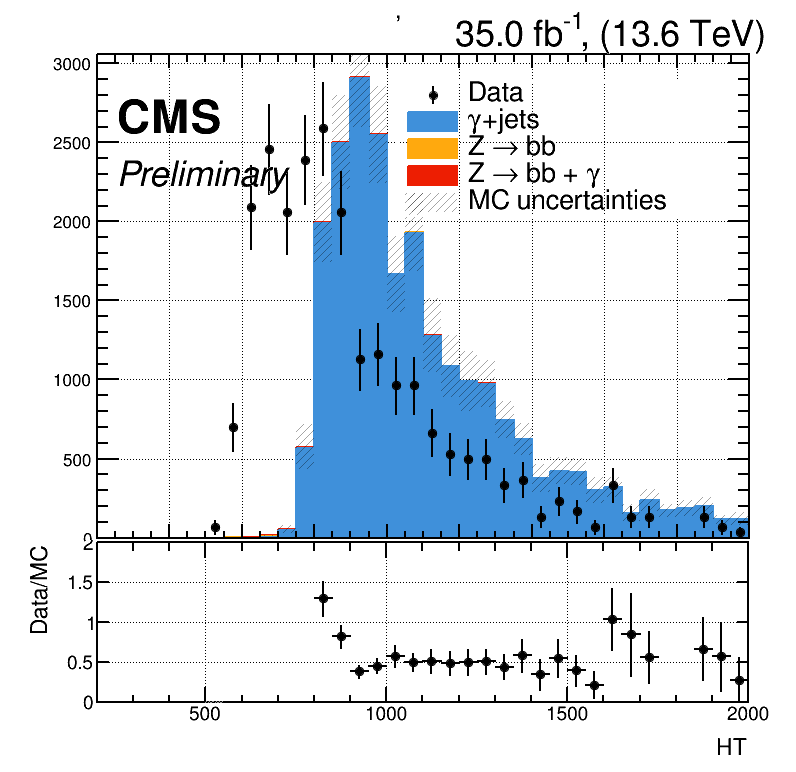 ,
35.0 fb-1, (13.6 TeV)
3000
CMS
Data
γ+jets
2500
Z → bb
Preliminary
Z → bb + γ
MC uncertainties
2000
1500
1000
500
0
2
Data/MC
1.5
1
0.5
0
500
1000
1500
2000
HT